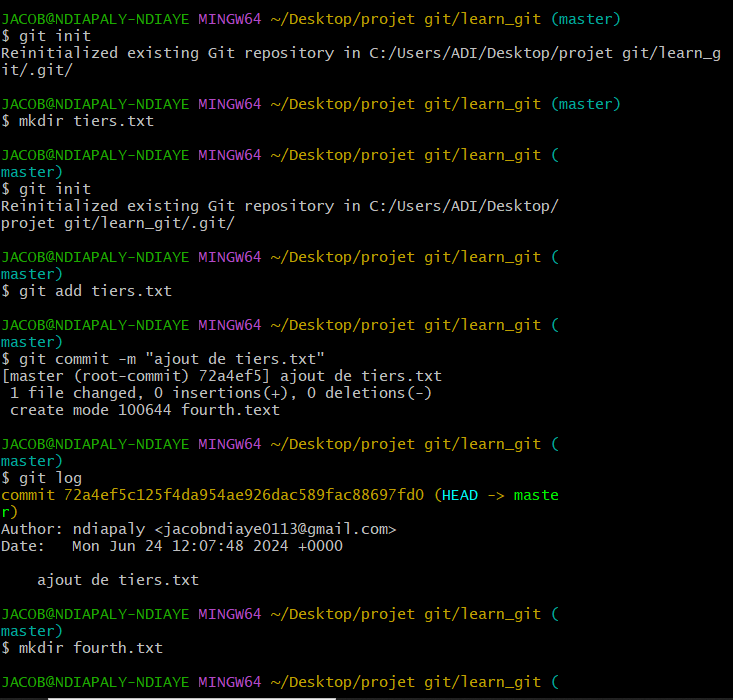 JACOB@NDIAPALY-NDIAYE MINGW64 ~/Desktop/projet git/learn_git (master)
$ git init
Reinitialized existing Git repository in C:/Users/ADI/Desktop/projet git/learn_g
it/.git/
JACOB@NDIAPALY-NDIAYE MINGW64 ~/Desktop/projet git/learn_git (master)
$ mkdir tiers.txt
JACOB@NDIAPALY-NDIAYE MINGW64 ~/Desktop/projet git/learn_git (
master)
$ git init
Reinitialized existing Git repository in C:/Users/ADI/Desktop/
projet git/learn_git/.git/
JACOB@NDIAPALY-NDIAYE MINGW64 ~/Desktop/projet git/learn_git (
master)
$ git add tiers.txt
JACOB@NDIAPALY-NDIAYE MINGW64 ~/Desktop/projet git/learn_git (
master)
$ git commit -m "ajout de tiers.txt"
[master (root-commit) 72a4ef5] ajout de tiers.txt
 1 file changed, 0 insertions(+), 0 deletions(-)
 create mode 100644 fourth.text
JACOB@NDIAPALY-NDIAYE MINGW64 ~/Desktop/projet git/learn_git (
master)
$ git log
commit 72a4ef5c125f4da954ae926dac589fac88697fd0 (HEAD -> maste
r)
Author: ndiapaly <jacobndiaye0113@gmail.com>
Date:   Mon Jun 24 12:07:48 2024 +0000
    ajout de tiers.txt
JACOB@NDIAPALY-NDIAYE MINGW64 ~/Desktop/projet git/learn_git (
master)
$ mkdir fourth.txt
JACOB@NDIAPALY-NDIAYE MINGW64 ~/Desktop/projet git/learn_git (